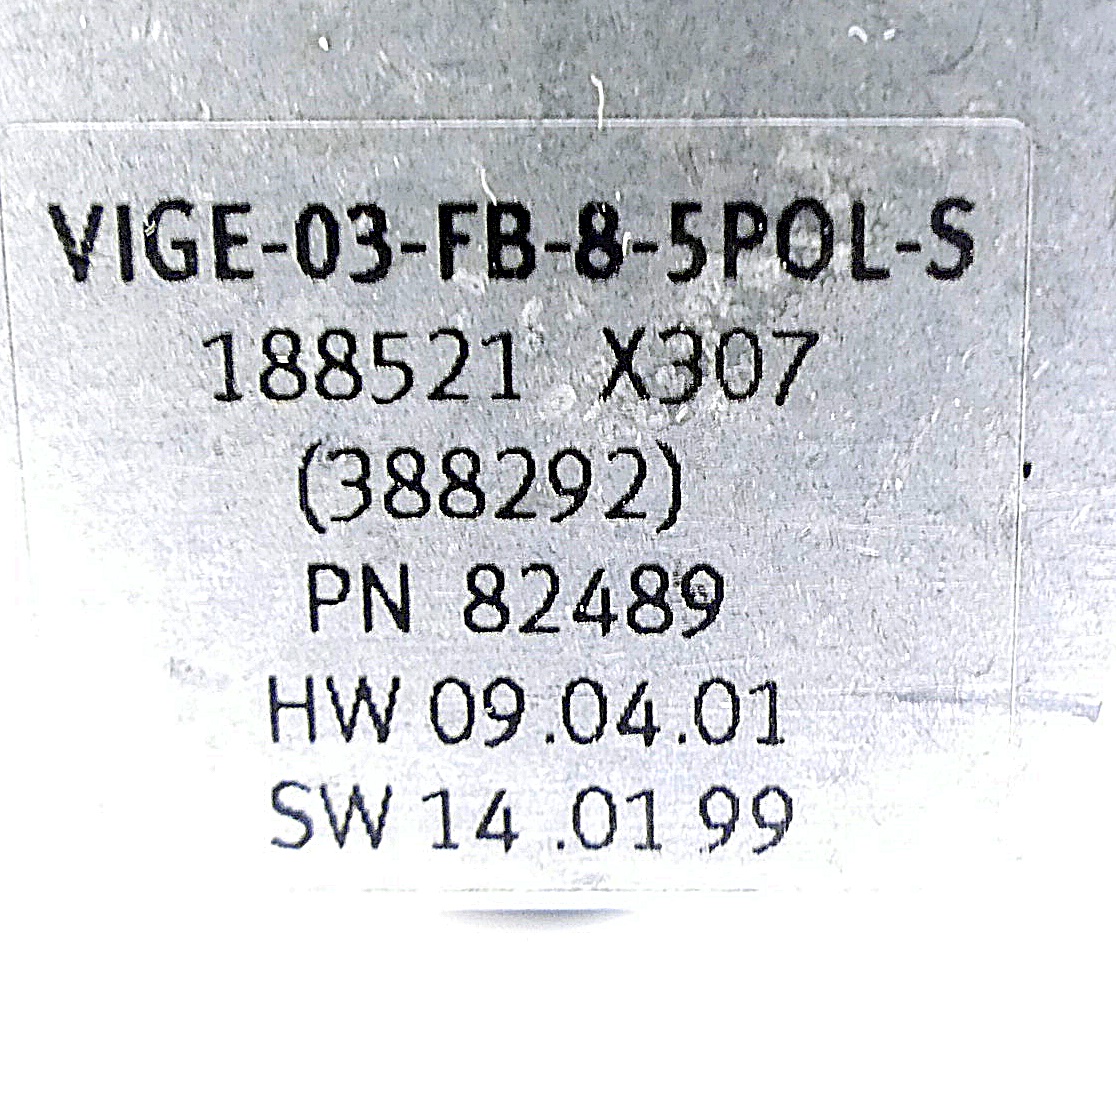 VIGE-03-FB-8-5POL-S
188521 X307
(388292)
PN 82489
HW 09.04.01
SW 14.01 99